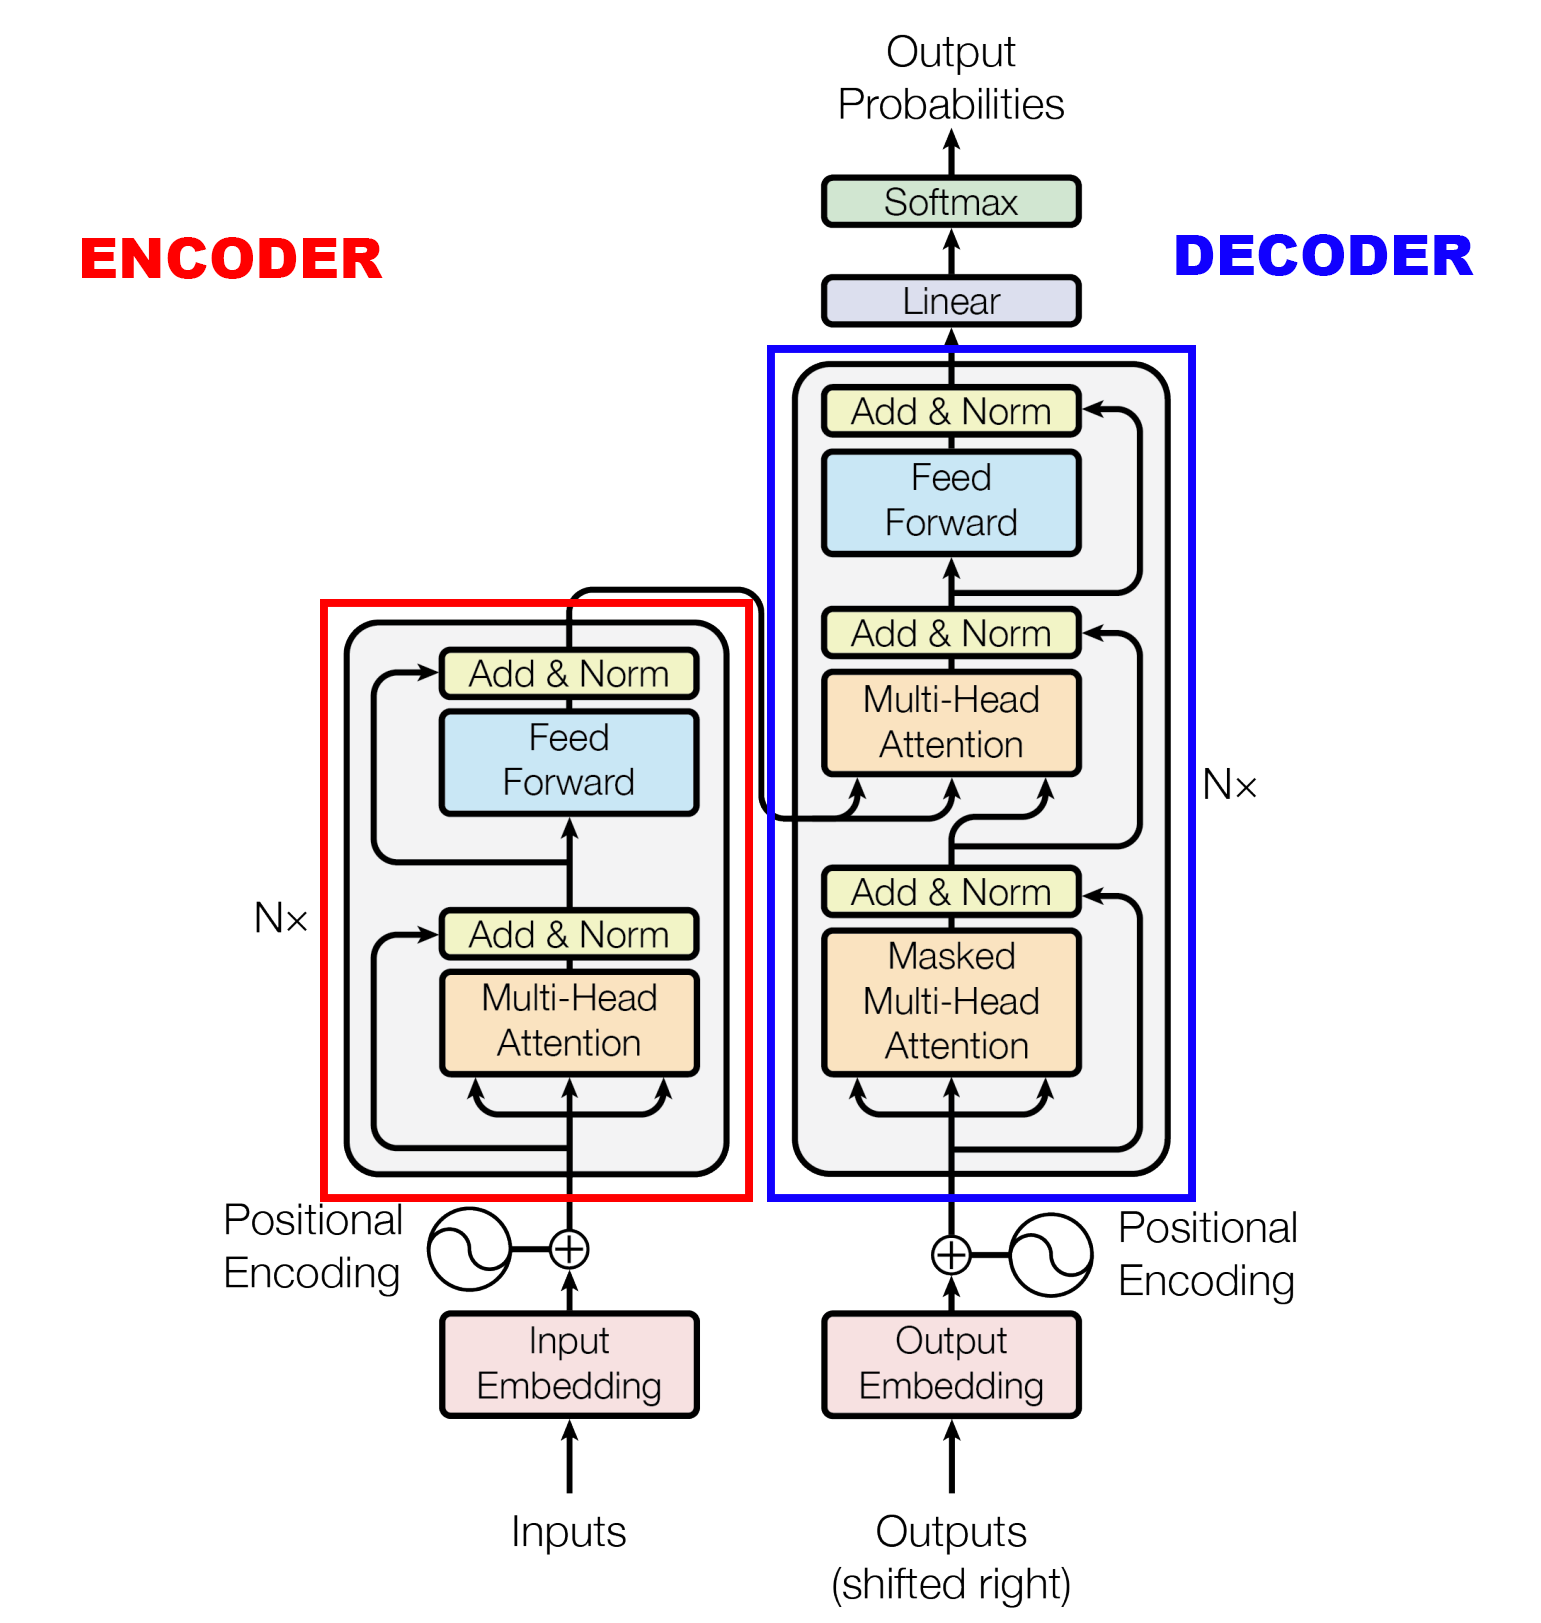 Output
Probabilities
Softmax
ENCODER
DECODER
Linear
Add & Norm
Feed
Forward
Add & Norm
Multi-Head
Attention
Add & Norm
Feed
Forward
N×
Add & Norm
Masked
Multi-Head
Attention
N×
Add & Norm
Multi-Head
Attention
Positional
Encoding
Positional
Encoding
Input
Embedding
Output
Embedding
Inputs
Outputs
(shifted right)